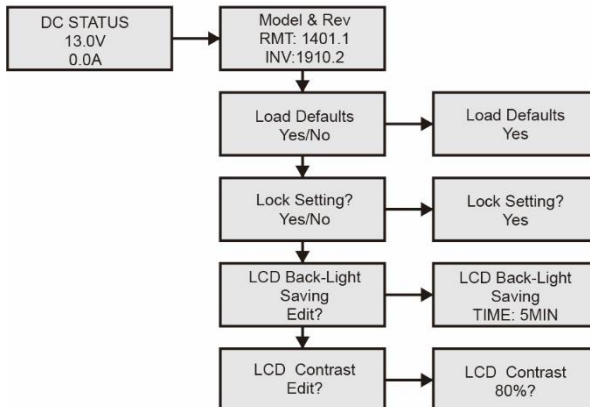 DC STATUS
13.0V
0.0A
Model & Rev
RMT: 1401.1
INV:1910.2
Load Defaults
Yes/No
Load Defaults
Yes
Lock Setting?
Yes/No
Lock Setting?
Yes
LCD Back-Light
Saving
Edit?
LCD Back-Light
Saving
TIME: 5MIN
LCD Contrast
Edit?
LCD Contrast
80%?